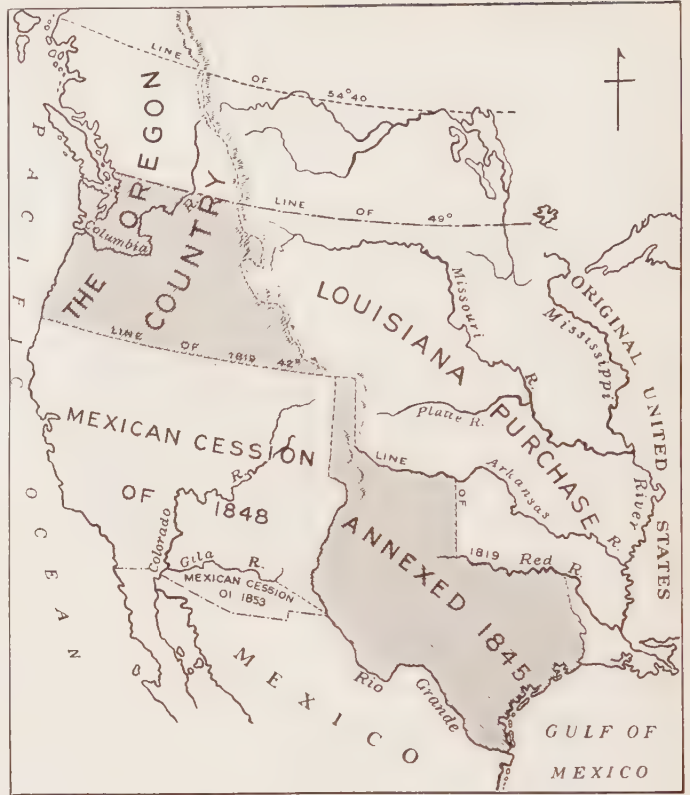 LINE OF 54°40
THE OREGON COUNTRY
PACIFIC OCEAN
LINE OF 49°
Columbia
R.
LINE OF 1819 42°
LOUISIANA PURCHASE
Missouri R.
ORIGINAL UNITED STATES
Mississippi River
Platte R.
MEXICAN CESSION
OF 1848
LINE OF 1819
Arkansas R.
Red R.
Colorado R.
Gila R.
MEXICAN CESSION
OI 1853
ANNEXED 1845
MEXICO
Rio Grande
GULF OF
MEXICO